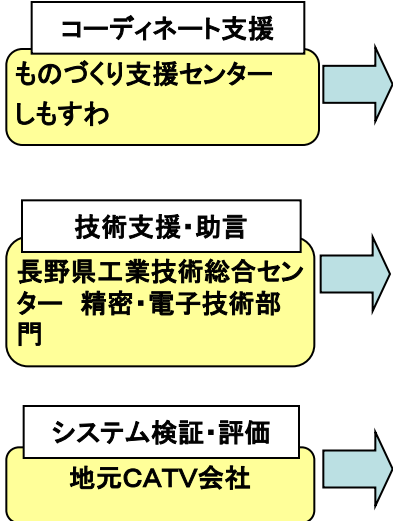 コーディネート支援
ものづくり支援センター
しもすわ
技術支援・助言
長野県工業技術総合セン
ター　精密・電子技術部
門
システム検証・評価
地元CATV会社